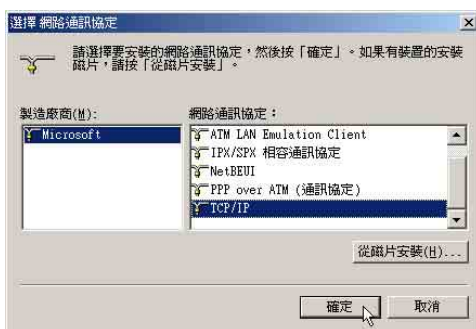 選擇 網路通訊協定
請選擇要安裝的網路通訊協定，然後按「確定」。如果有裝置的安裝
磁片，請按「從磁片安裝」。
製造廠商(M):
網路通訊協定：
Microsoft
ATM LAN Emulation Client
IPX/SPX 相容通訊協定
NetBEUI
PPP over ATM (通訊協定)
TCP/IP
從磁片安裝(H)...
確定
取消